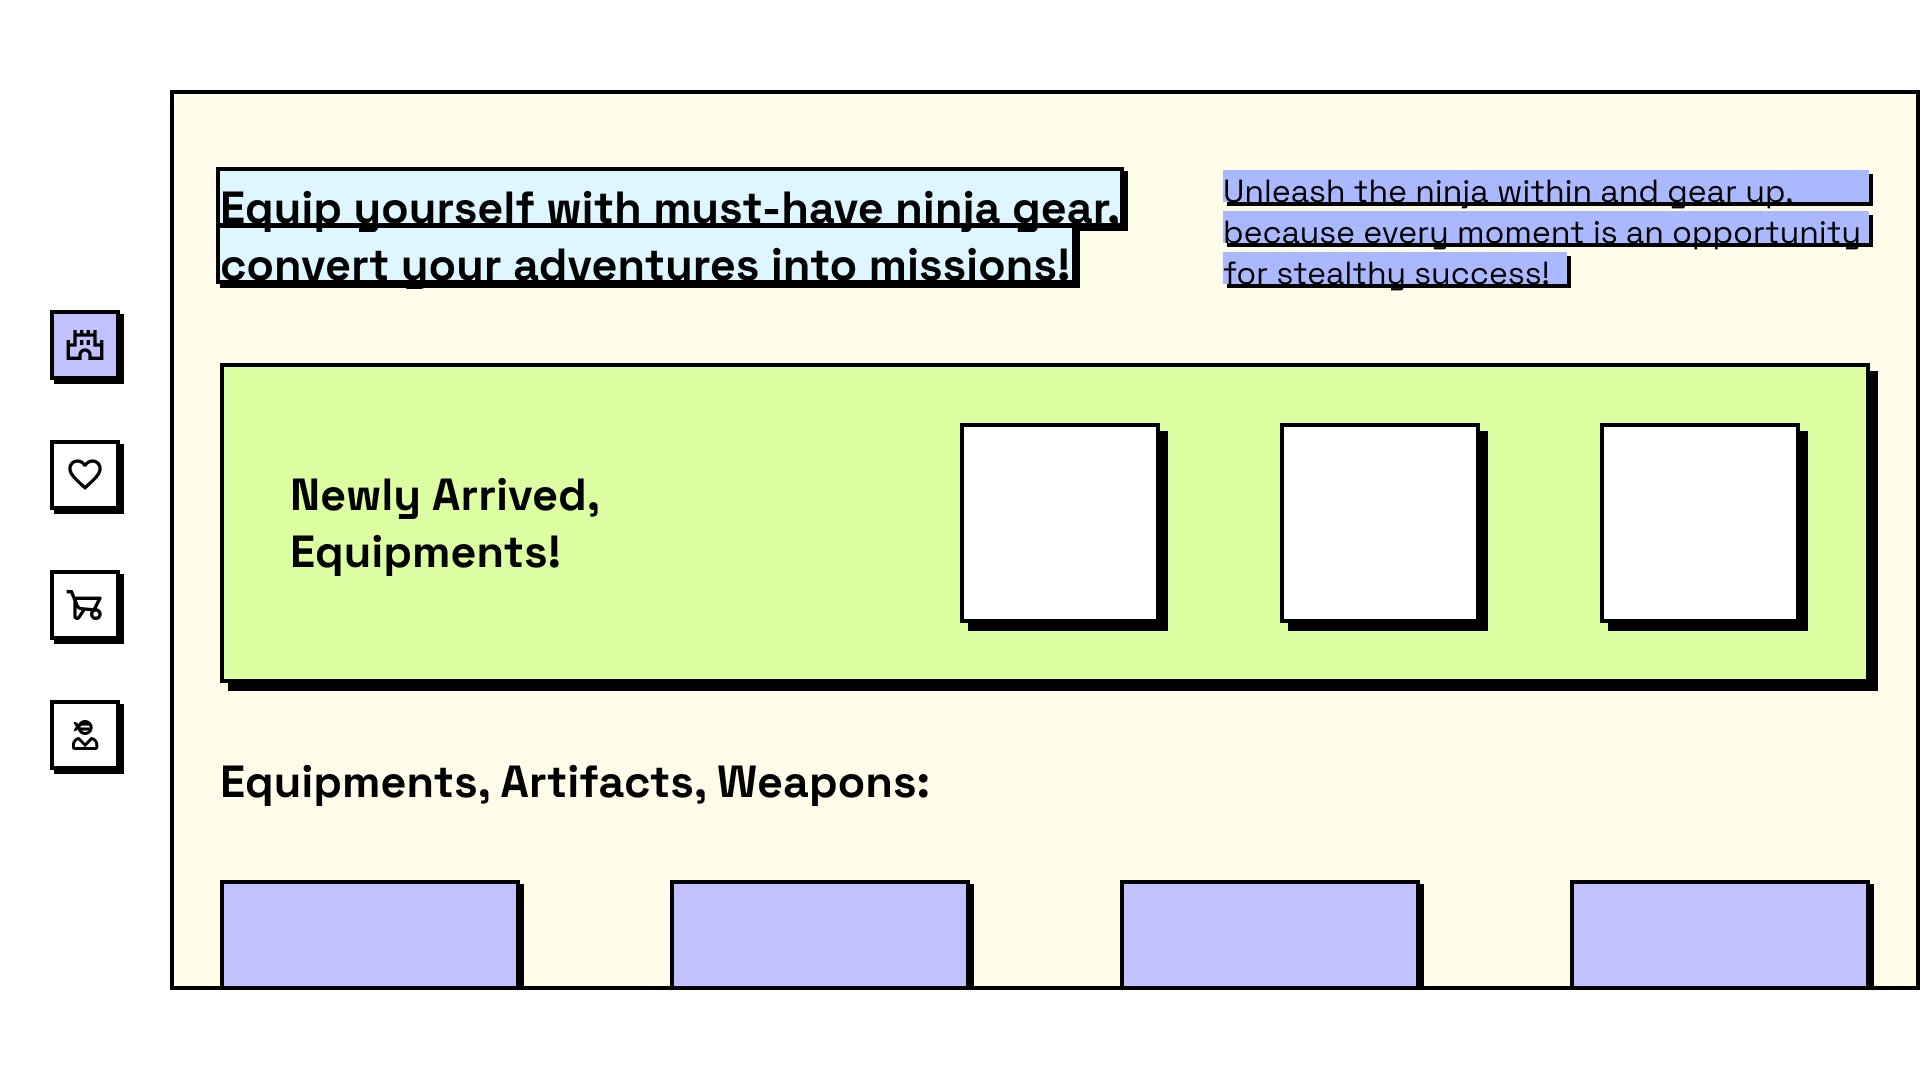 Equip yourself with must-have ninja gear,
convert your adventures into missions!
Unleash the ninja within and gear up,
because every moment is an opportunity
for stealthy success!
Newly Arrived,
Equipments!
Equipments, Artifacts, Weapons: